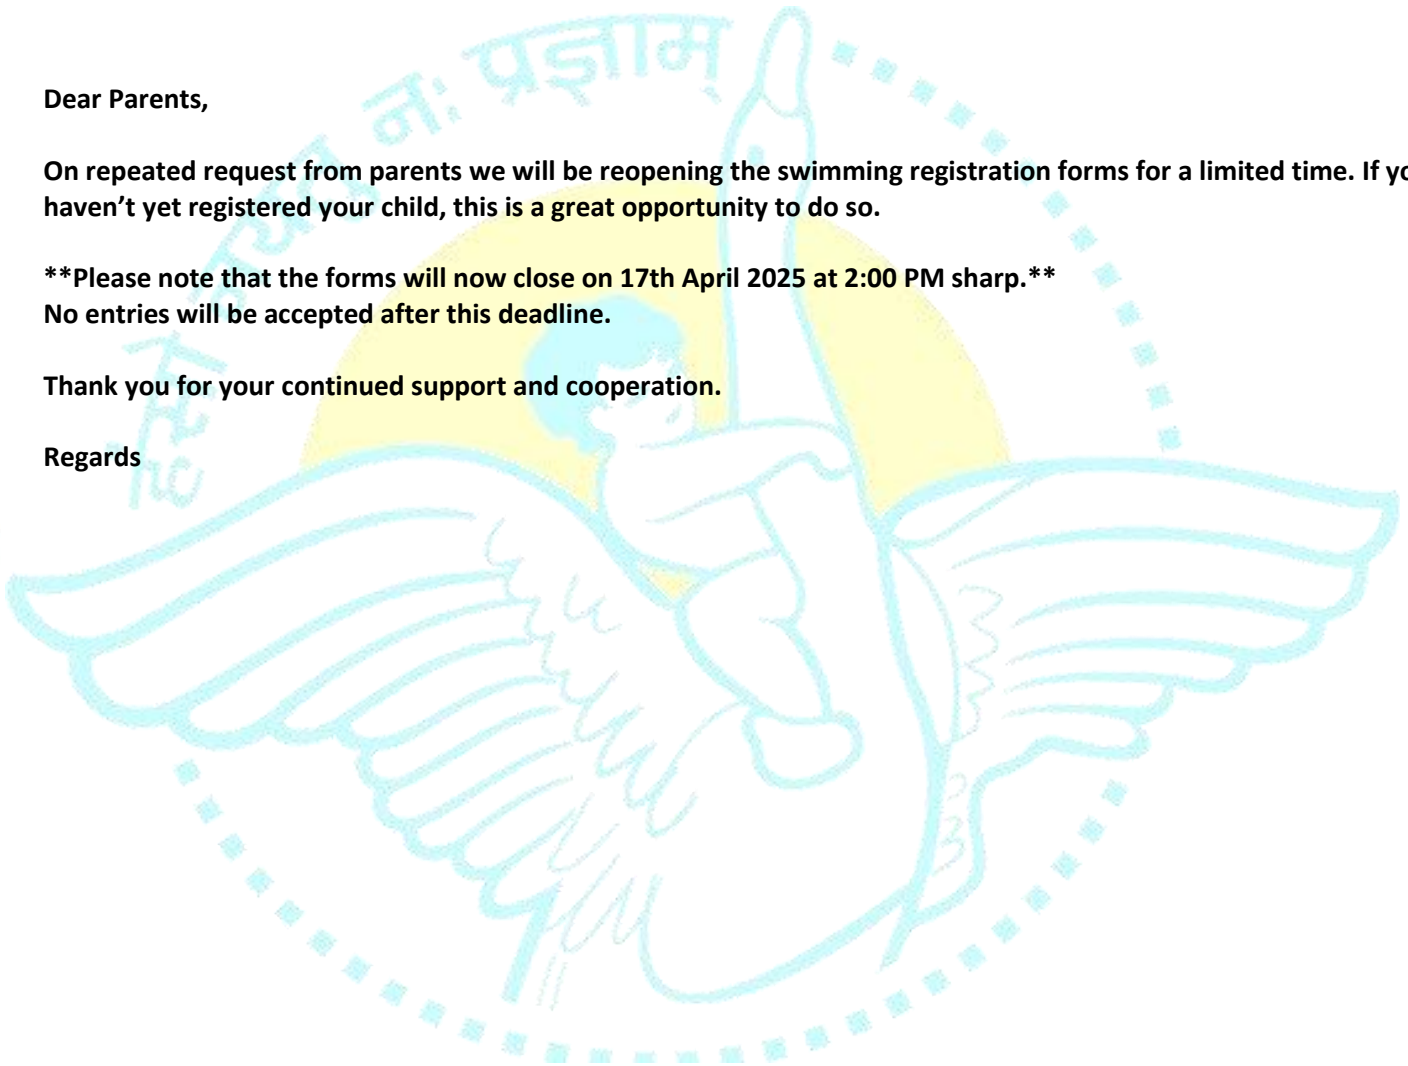 हंसो नयतु नः प्रज्ञाम्
Dear Parents,
On repeated request from parents we will be reopening the swimming registration forms for a limited time. If yo
haven’t yet registered your child, this is a great opportunity to do so.
**Please note that the forms will now close on 17th April 2025 at 2:00 PM sharp.**
No entries will be accepted after this deadline.
Thank you for your continued support and cooperation.
Regards